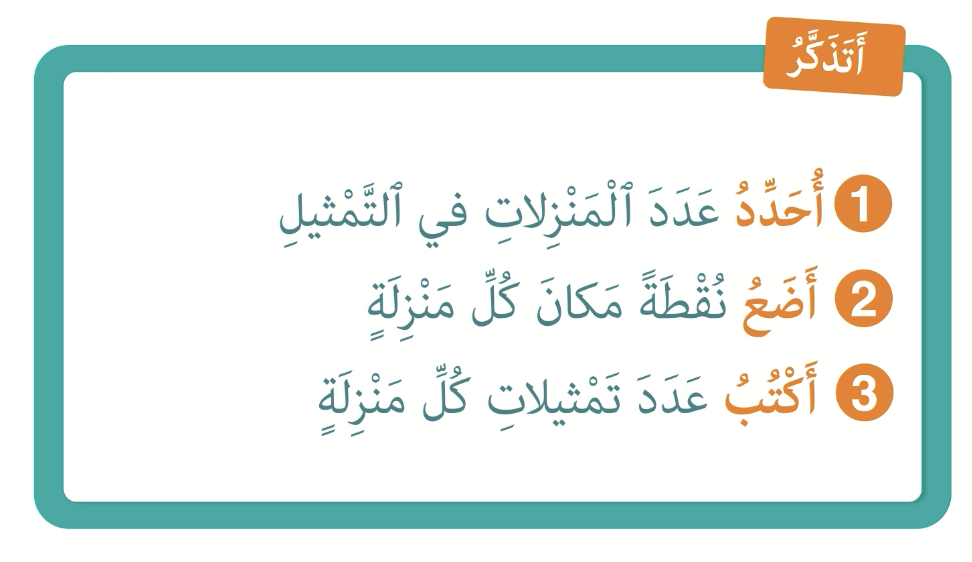 أَتَذَكَّرُ
1 أُحَدِّدُ عَدَدَ ٱلْمَنْزِلاتِ في ٱلتَّمْثيلِ
2 أَضَعُ نُقْطَةً مَكانَ كُلِّ مَنْزِلَةٍ
3 أَكْتُبُ عَدَدَ تَمْثيلاتِ كُلِّ مَنْزِلَةٍ